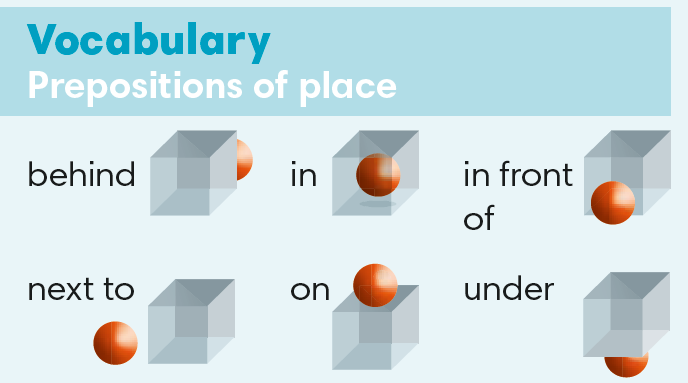 Vocabulary
Prepositions of place
behind
in
in front
of
next to
on
under